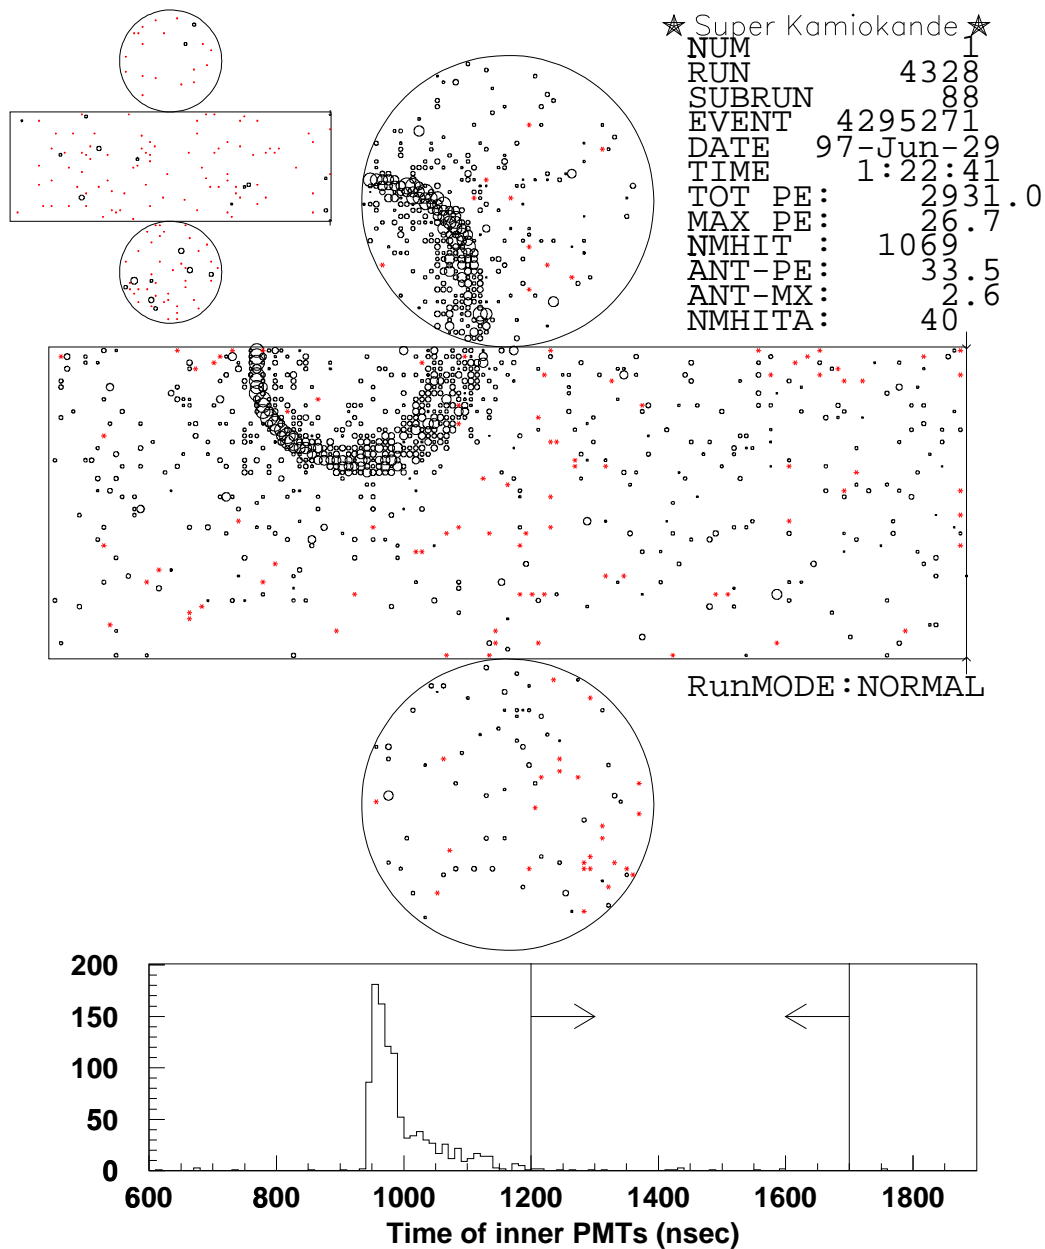 Super Kamiokande
NUM 1
RUN 4328
SUBRUN 88
EVENT 4295271
DATE 97-Jun-29
TIME 1:22:41
TOT PE: 2931.0
MAX PE: 26.7
NMHIT : 1069
ANT-PE: 33.5
ANT-MX: 2.6
NMHITA: 40
RunMODE:NORMAL
200
150
100
50
0
600 800 1000 1200 1400 1600 1800
Time of inner PMTs (nsec)